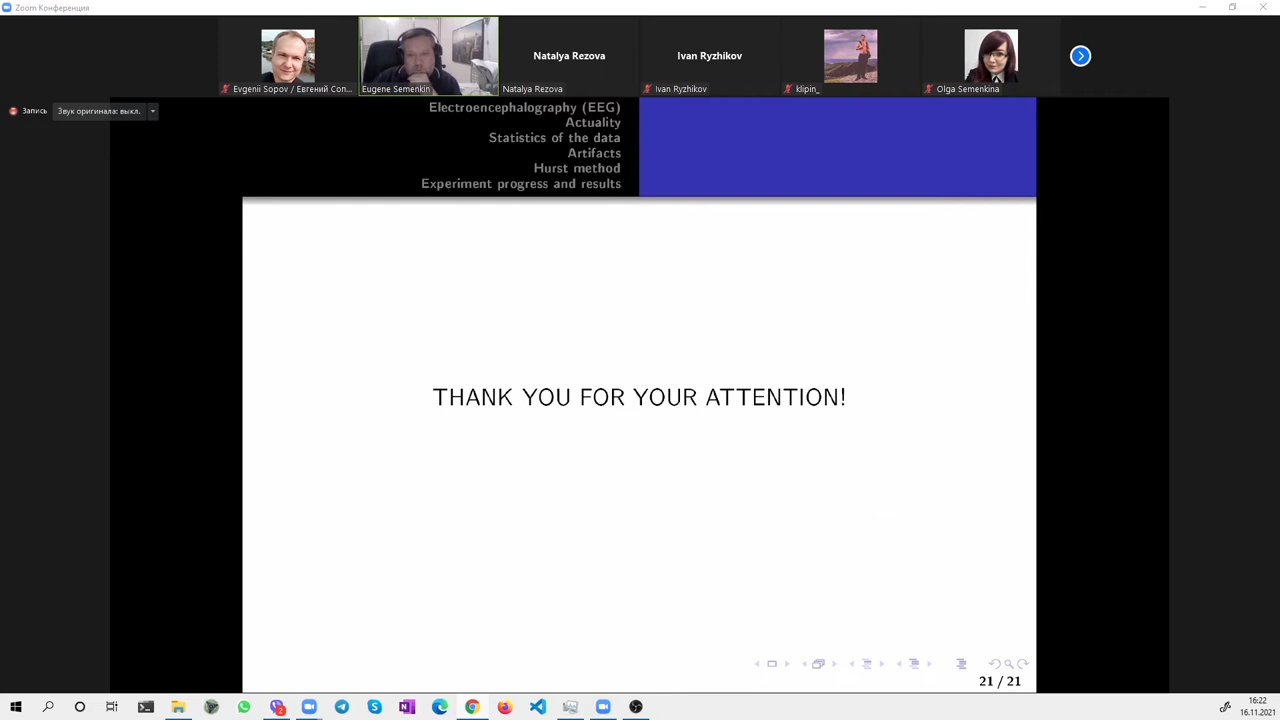 Zoom Конференция
Natalya Rezova
Ivan Ryzhikov
Evgenii Sopov / Евгений Соп...
Eugene Semenkin
Natalya Rezova
Ivan Ryzhikov
klipin_
Olga Semenkina
Запись
Звук оригинала: выкл.
Electroencephalography (EEG)
Actuality
Statistics of the data
Artifacts
Hurst method
Experiment progress and results
THANK YOU FOR YOUR ATTENTION!
21 / 21
2
16:22
16.11.2021